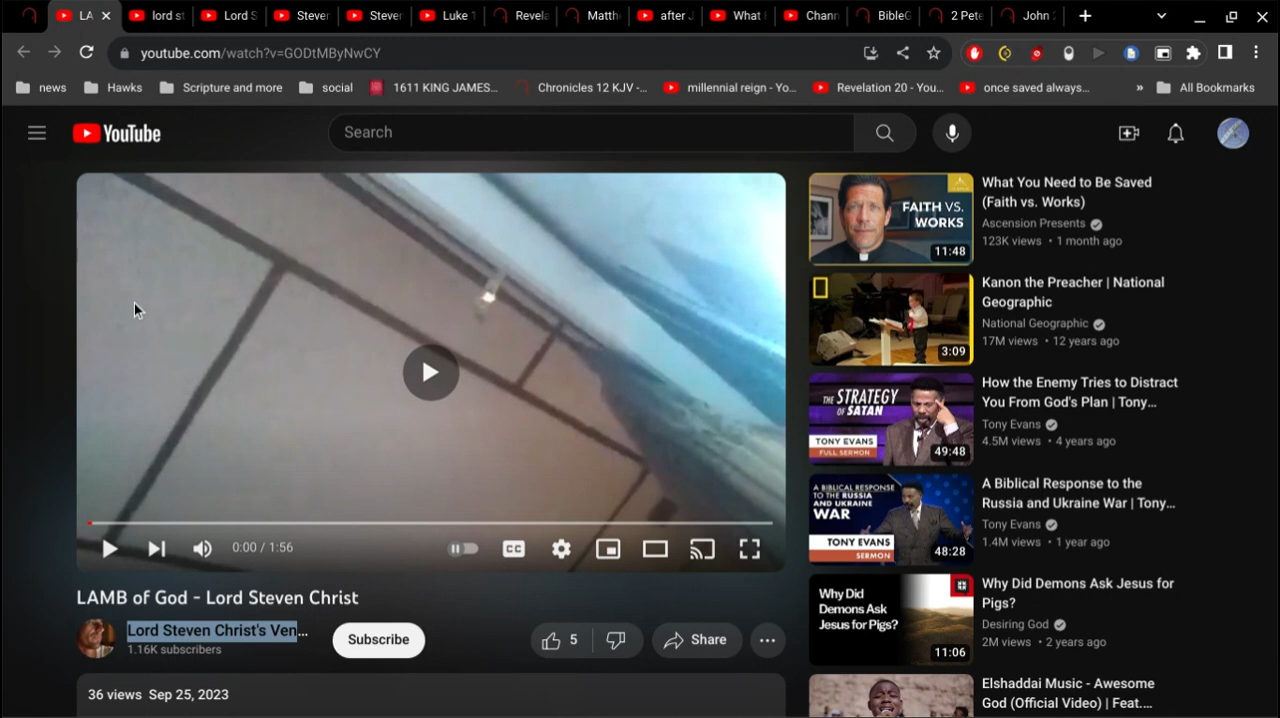 LA
lord st
Lord S
Steven
Steven
Luke 1
Revela
Matth
after J
What
Chann
BibleG
2 Pete
John
youtube.com/watch?v=GODtMByNwCY
news
Hawks
Scripture and more
social
1611 KING JAMES...
Chronicles 12 KJV -...
millennial reign - Yo...
Revelation 20 - You...
once saved always...
»
All Bookmarks
YouTube
Search
0:00 / 1:56
CC
LAMB of God - Lord Steven Christ
Lord Steven Christ's Ven...
1.16K subscribers
Subscribe
5
Share
36 views Sep 25, 2023
FAITH VS.
WORKS
11:48
What You Need to Be Saved
(Faith vs. Works)
Ascension Presents
123K views • 1 month ago
3:09
Kanon the Preacher | National
Geographic
National Geographic
17M views • 12 years ago
THE STRATEGY
OF SATAN
TONY EVANS
FULL SERMON
49:48
How the Enemy Tries to Distract
You From God's Plan | Tony...
Tony Evans
4.5M views • 4 years ago
A BIBLICAL RESPONSE
TO THE RUSSIA
AND UKRAINE
WAR
TONY EVANS
SERMON
48:28
A Biblical Response to the
Russia and Ukraine War | Tony...
Tony Evans
1.4M views • 1 year ago
Why Did
Demons Ask
Jesus for Pigs?
11:06
Why Did Demons Ask Jesus for
Pigs?
Desiring God
2M views • 2 years ago
Elshaddai Music - Awesome
God (Official Video) | Feat....